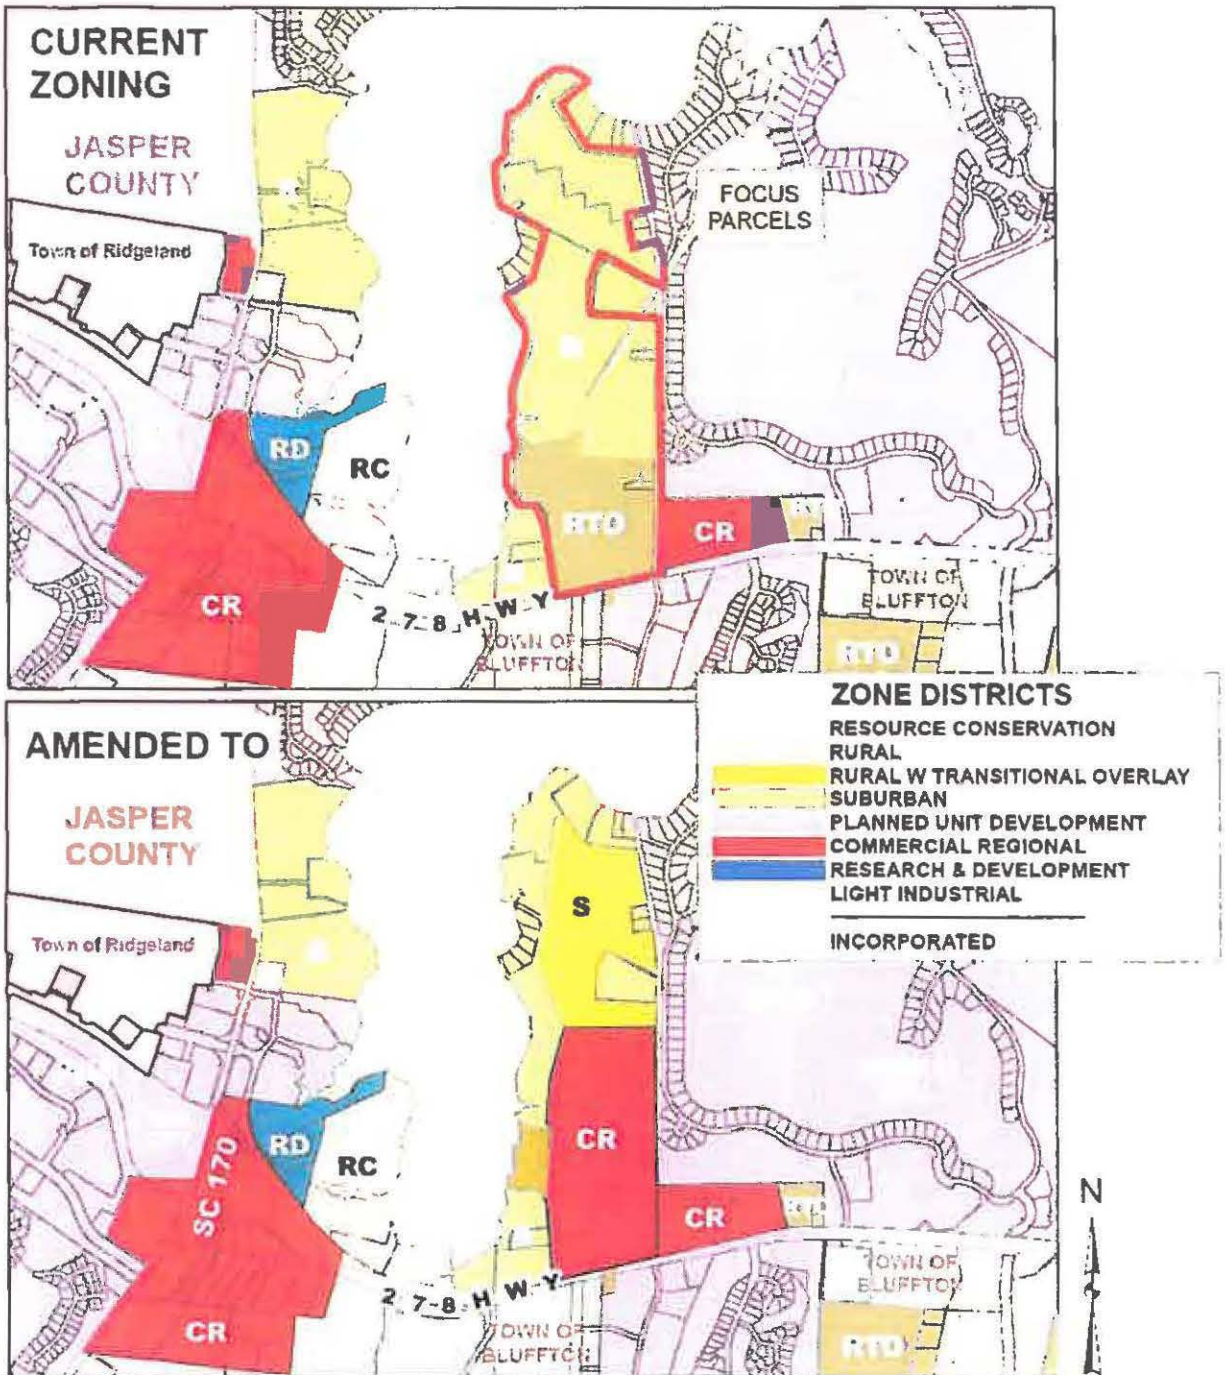 CURRENT
ZONING
JASPER
COUNTY
Town of Ridgeland
FOCUS
PARCELS
RD
RC
CR
RTO
CR
RT
2-7-8 H-W-Y
TOWN OF
BLUFFTON
TOWN OF
BLUFFTON
CR
AMENDED TO
JASPER
COUNTY
Town of Ridgeland
ZONE DISTRICTS
RESOURCE CONSERVATION
RURAL
RURAL W TRANSITIONAL OVERLAY
SUBURBAN
PLANNED UNIT DEVELOPMENT
COMMERCIAL REGIONAL
RESEARCH & DEVELOPMENT
LIGHT INDUSTRIAL
INCORPORATED
S
SC 170
RD
RC
CR
CR
CR
2-7-8 H W Y
TOWN OF
BLUFFTON
TOWN OF
BLUFFTON
RTO
N